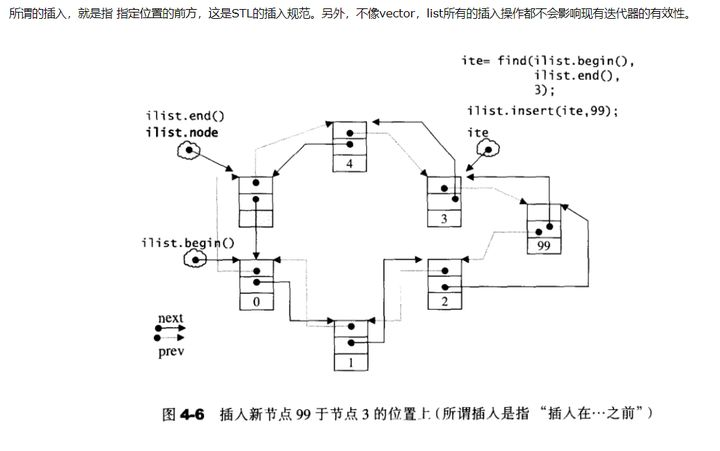 所谓的插入，就是指 指定位置的前方，这是STL的插入规范。另外，不像vector，list所有的插入操作都不会影响现有迭代器的有效性。
ite= find(ilist.begin(),
ilist.end(),
3);
ilist.insert(ite,99);
ilist.end()
ilist.node
ite
4
3
99
ilist.begin()
0
2
1
next
prev
图 4-6 插入新节点 99 于节点 3 的位置上(所谓插入是指 “插入在…之前”)